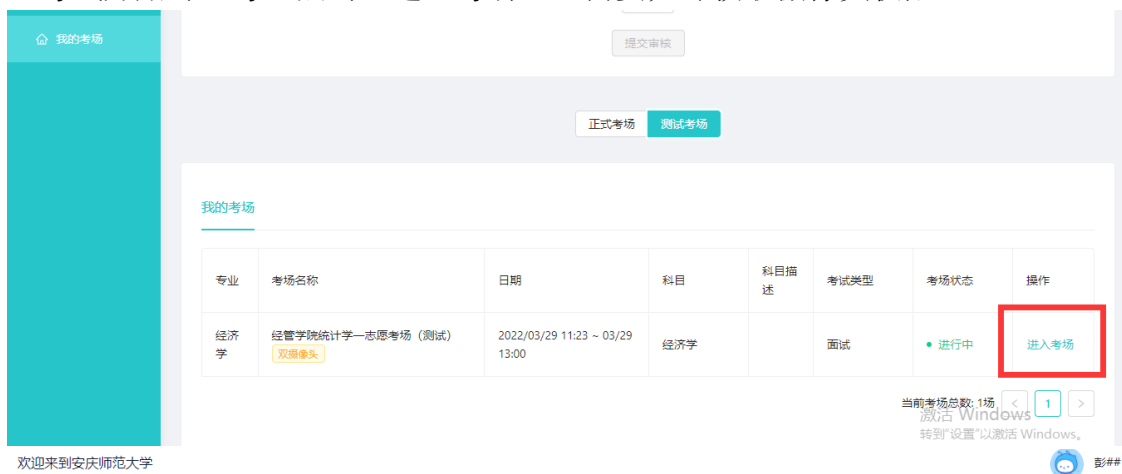 我的考场
提交审核
正式考场 测试考场
我的考场
专业 考场名称 日期 科目 科目描述 考试类型 考场状态 操作
经济学 经管学院统计学一志愿考场(测试) 双摄像头 2022/03/29 11:23 ~ 03/29 13:00 经济学 面试 进行中 进入考场
当前考场总数: 1场 < 1 >
激活 Windows
转到"设置"以激活 Windows。
欢迎来到安庆师范大学 彭##